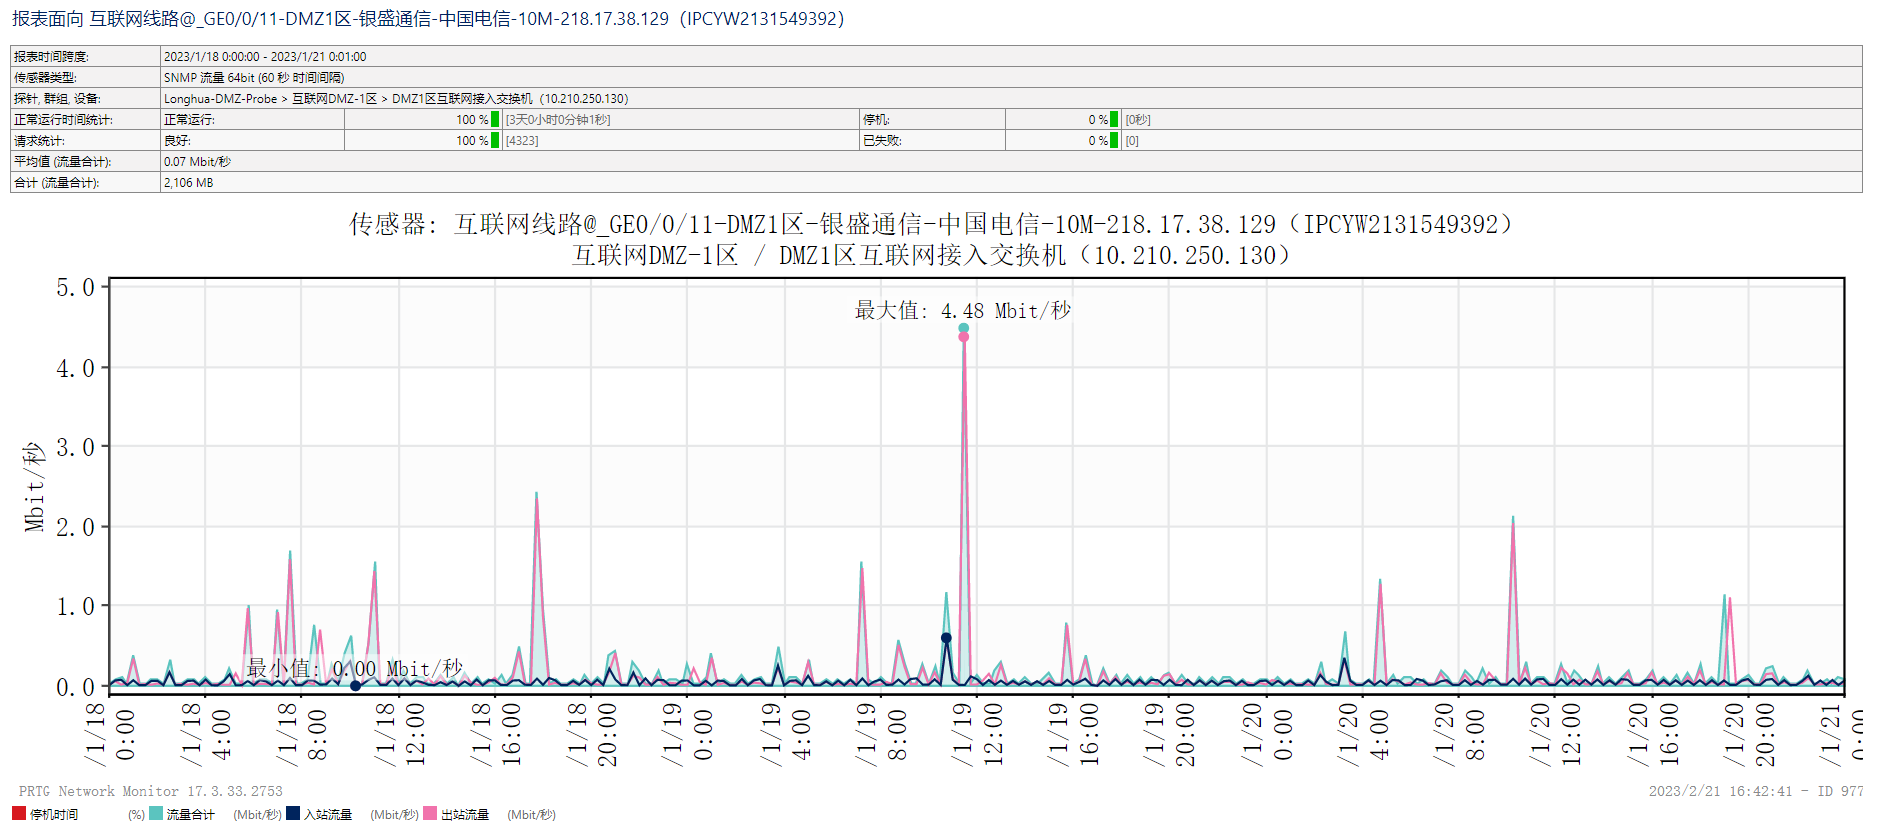 报表面向 互联网线路@_GE0/0/11-DMZ1区-银盛通信-中国电信-10M-218.17.38.129（IPCYW2131549392）
报表时间跨度: 2023/1/18 0:00:00 - 2023/1/21 0:01:00
传感器类型: SNMP 流量 64bit (60 秒 时间间隔)
探针, 群组, 设备: Longhua-DMZ-Probe > 互联网DMZ-1区 > DMZ1区互联网接入交换机（10.210.250.130）
正常运行时间统计: 正常运行: 100 % [3天0小时0分钟1秒] 停机: 0 % [0秒]
请求统计: 良好: 100 % [4323] 已失败: 0 % [0]
平均值 (流量合计): 0.07 Mbit/秒
合计 (流量合计): 2,106 MB
传感器: 互联网线路@_GE0/0/11-DMZ1区-银盛通信-中国电信-10M-218.17.38.129（IPCYW2131549392）
互联网DMZ-1区 / DMZ1区互联网接入交换机（10.210.250.130）
5.0
最大值: 4.48 Mbit/秒
4.0
3.0
Mbit/秒
2.0
1.0
最小值: 0.00 Mbit/秒
0.0
/1/18 0:00
/1/18 4:00
/1/18 8:00
/1/18 12:00
/1/18 16:00
/1/18 20:00
/1/19 0:00
/1/19 4:00
/1/19 8:00
/1/19 12:00
/1/19 16:00
/1/19 20:00
/1/20 0:00
/1/20 4:00
/1/20 8:00
/1/20 12:00
/1/20 16:00
/1/20 20:00
/1/21 0:00
PRTG Network Monitor 17.3.33.2753
2023/2/21 16:42:41 - ID 977
停机时间 (%) 流量合计 (Mbit/秒) 入站流量 (Mbit/秒) 出站流量 (Mbit/秒)